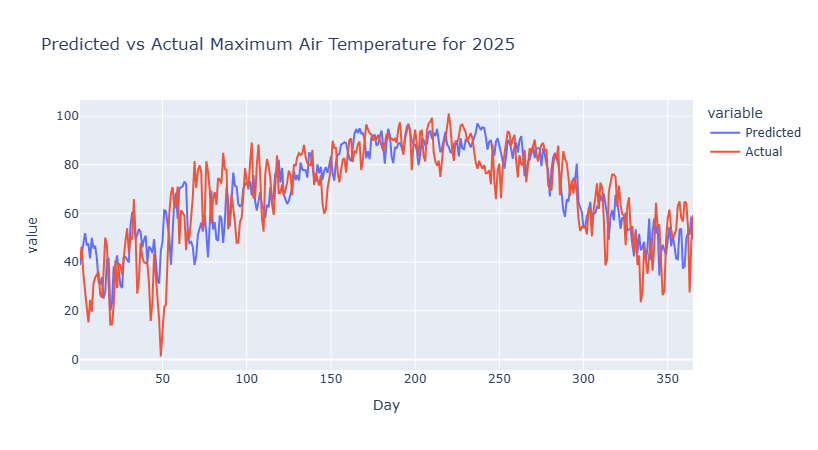 Predicted vs Actual Maximum Air Temperature for 2025
variable
Predicted
Actual
value
100
80
60
40
20
0
50
100
150
200
250
300
350
Day